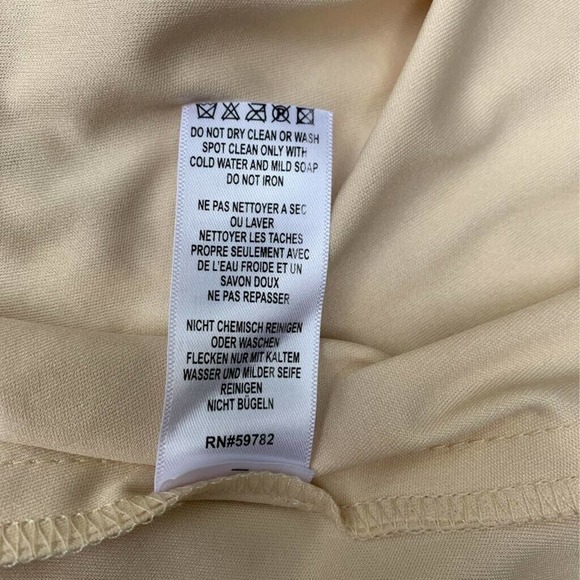 DO NOT DRY CLEAN OR WASH
SPOT CLEAN ONLY WITH
COLD WATER AND MILD SOAP
DO NOT IRON
NE PAS NETTOYER A SEC
OU LAVER
NETTOYER LES TACHES
PROPRE SEULEMENT AVEC
DE L'EAU FROIDE ET UN
SAVON DOUX
NE PAS REPASSER
NICHT CHEMISCH REINIGEN
ODER WASCHEN
FLECKEN NUR MIT KALTEM
WASSER UND MILDER SEIFE
REINIGEN
NICHT BÜGELN
RN#59782